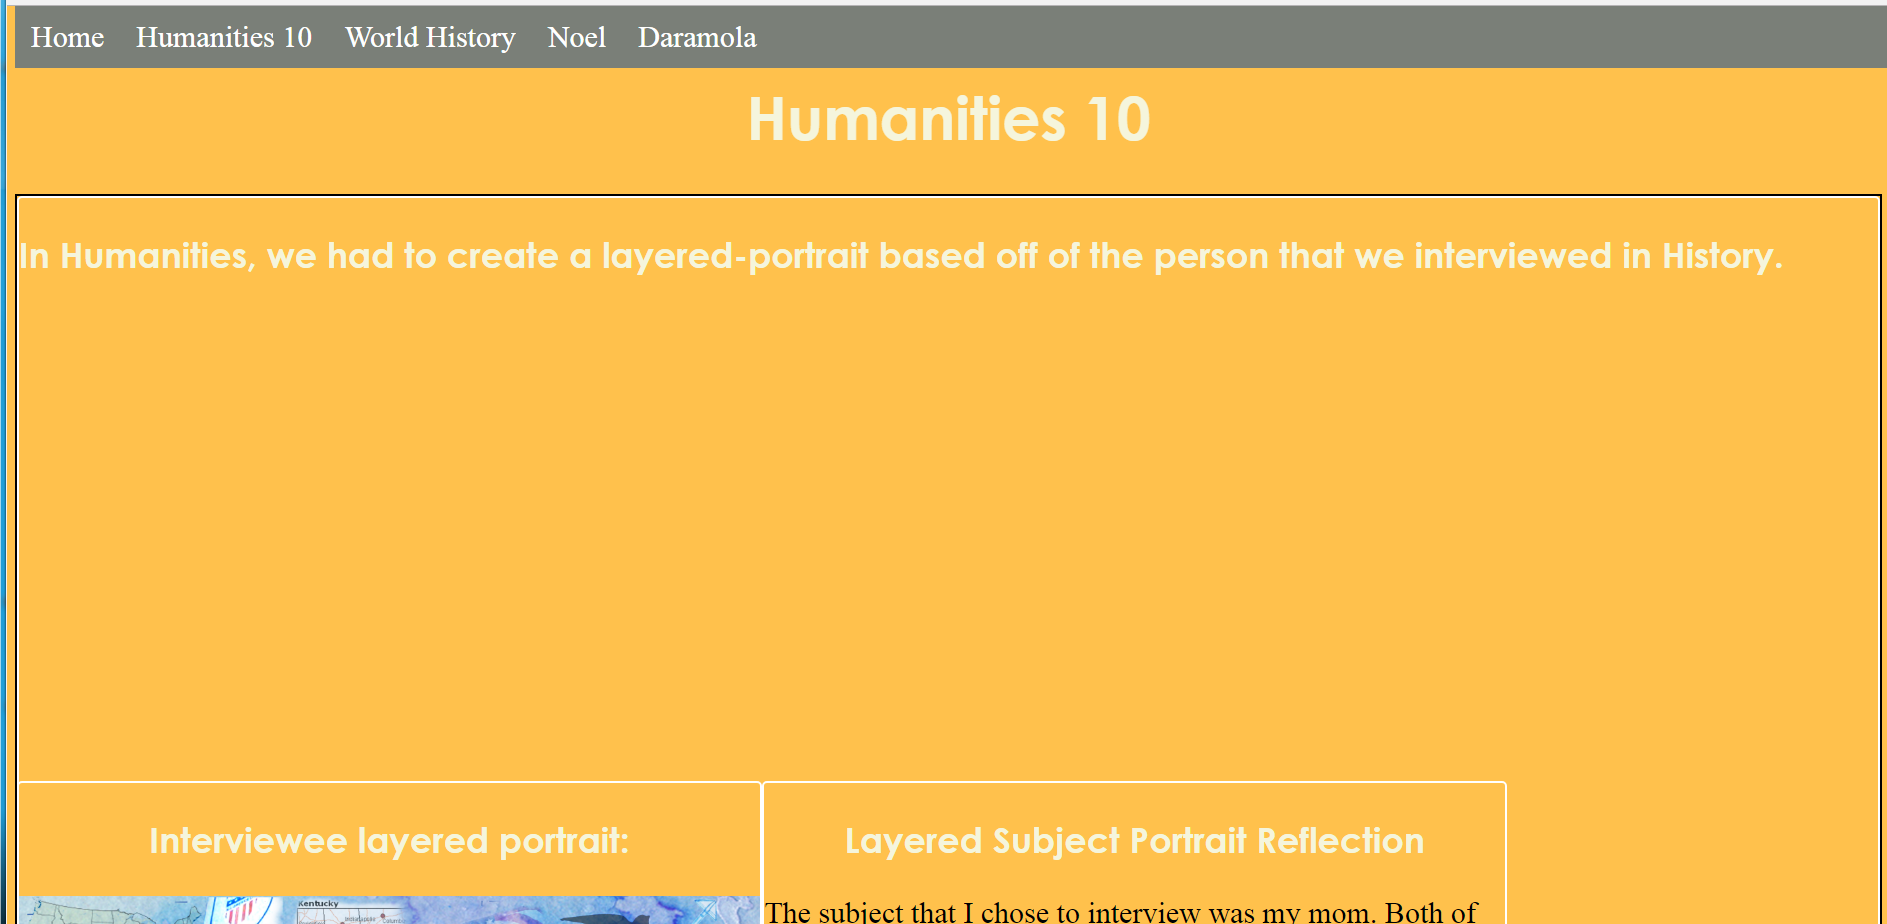 Home Humanities 10 World History Noel Daramola
Humanities 10
In Humanities, we had to create a layered-portrait based off of the person that we interviewed in History.
Interviewee layered portrait:
Layered Subject Portrait Reflection
Kentucky
Indianapolis
The subject that I chose to interview was my mom. Both of